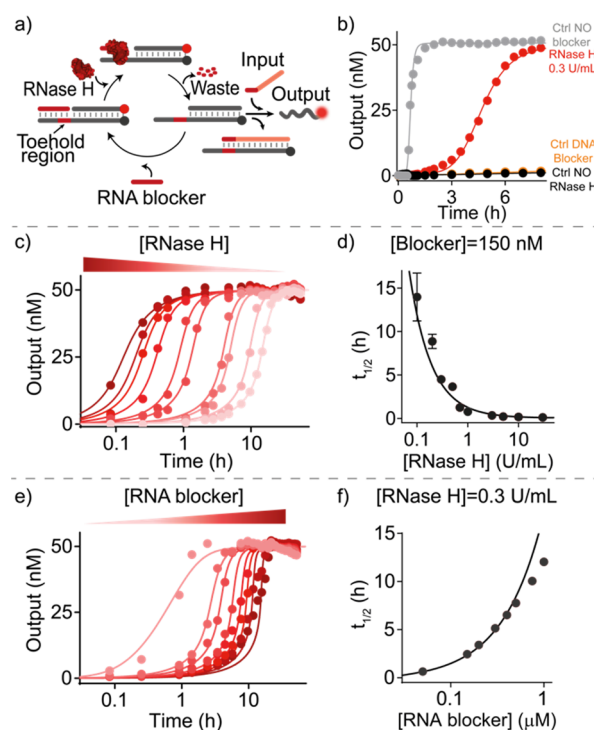 a)
RNase H
Waste
Input
Output
Toehold
region
RNA blocker
b)
Output (nM)
50
25
0
0
3
6
Time (h)
Ctrl NO
blocker
RNase H
0.3 U/mL
Ctrl DNA
Blocker
Ctrl NO
RNase H
c)
[RNase H]
Output (nM)
50
25
0
0.1
1
10
Time (h)
d)
[Blocker]=150 nM
t1/2 (h)
15
10
5
0
0.1
1
10
[RNase H] (U/mL)
e)
[RNA blocker]
Output (nM)
50
25
0
0.1
1
10
Time (h)
f)
[RNase H]=0.3 U/mL
t1/2 (h)
15
10
5
0
0.1
1
[RNA blocker] (μM)